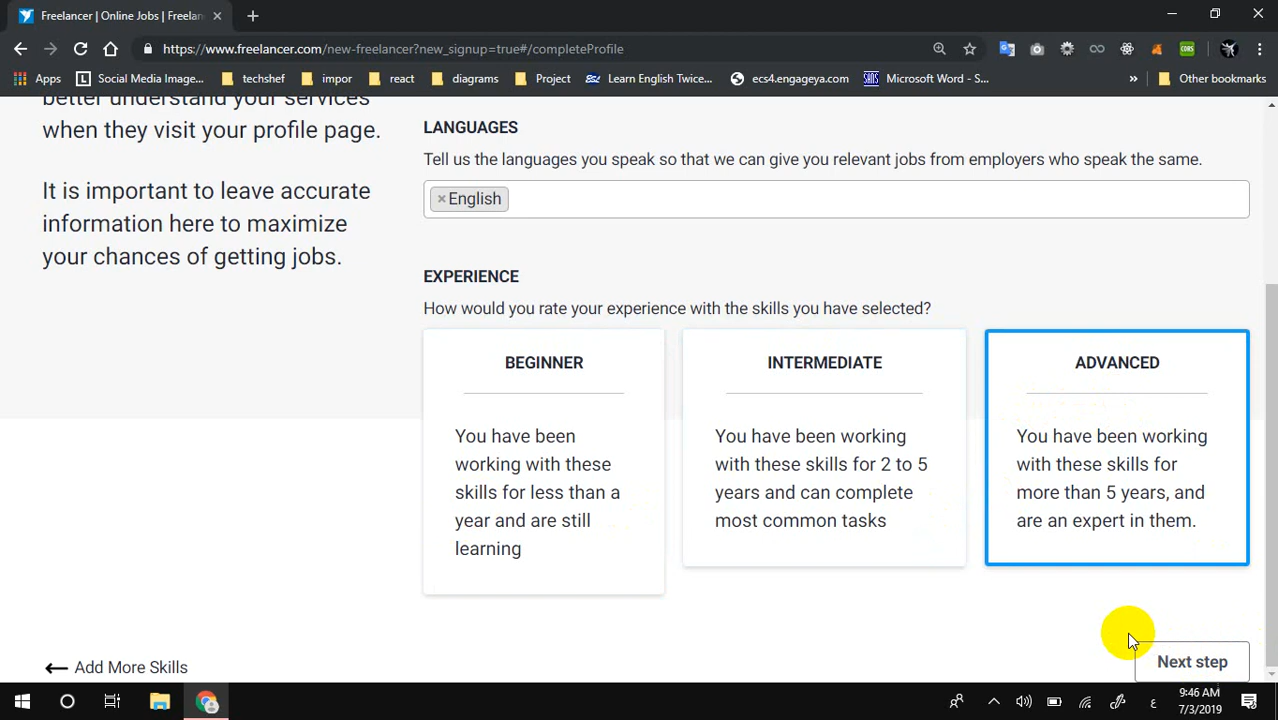 Freelancer | Online Jobs | Freelan
https://www.freelancer.com/new-freelancer?new_signup=true#/completeProfile
Apps
Social Media Image...
techshef
impor
react
diagrams
Project
Learn English Twice...
ecs4.engageya.com
Microsoft Word - S...
»
Other bookmarks
better understand your services
when they visit your profile page.
It is important to leave accurate
information here to maximize
your chances of getting jobs.
LANGUAGES
Tell us the languages you speak so that we can give you relevant jobs from employers who speak the same.
× English
EXPERIENCE
How would you rate your experience with the skills you have selected?
BEGINNER
You have been
working with these
skills for less than a
year and are still
learning
INTERMEDIATE
You have been working
with these skills for 2 to 5
years and can complete
most common tasks
ADVANCED
You have been working
with these skills for
more than 5 years, and
are an expert in them.
Add More Skills
Next step
ع
9:46 AM
7/3/2019